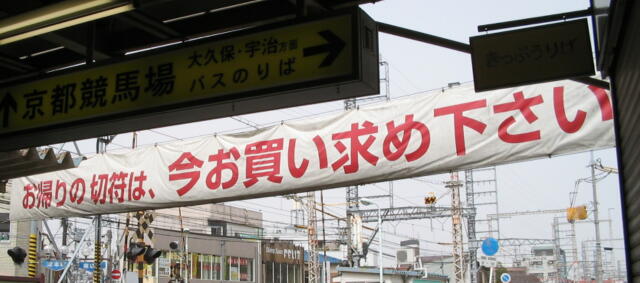 京都競馬場
大久保・宇治方面
バスのりば
きっぷうりば
お帰りの切符は、今お買い求め下さい